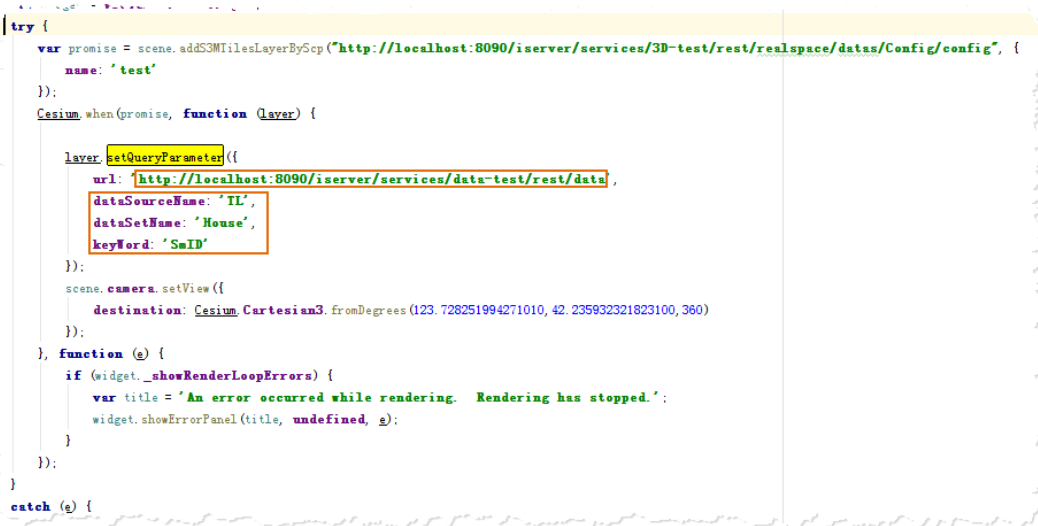 try {
var promise = scene.addS3MTilesLayerByScp("http://localhost:8090/iserver/services/3D-test/rest/realspace/datas/Config/config", {
name: 'test'
});
Cesium.when(promise, function (layer) {
layer.setQueryParameter({
url: 'http://localhost:8090/iserver/services/data-test/rest/data',
dataSourceName: 'TL',
dataSetName: 'House',
keyWord: 'SmID'
});
scene.camera.setView({
destination: Cesium.Cartesian3.fromDegrees(123.728251994271010,42.235932321823100,360)
});
}, function (e) {
if (widget._showRenderLoopErrors) {
var title = 'An error occurred while rendering.  Rendering has stopped.';
widget.showErrorPanel(title, undefined, e);
}
});
}
catch (e) {